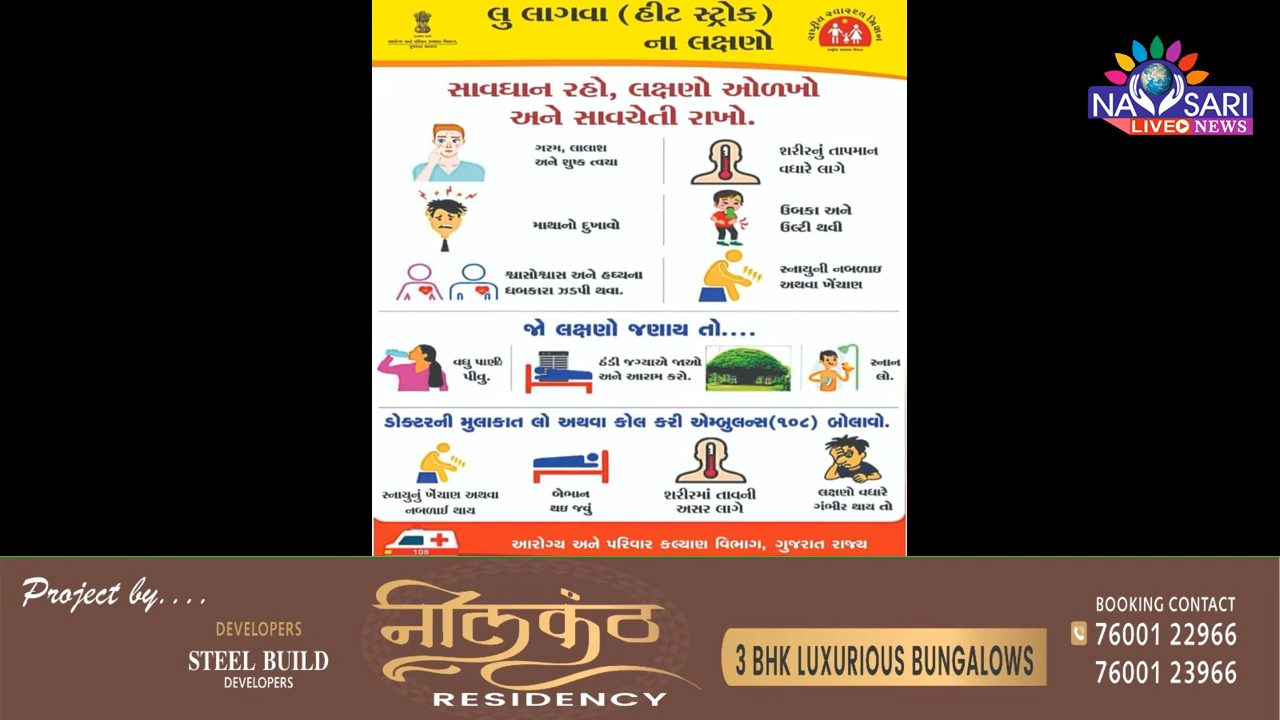 લુ લાગવા (હીટ સ્ટ્રોક)
ના લક્ષણો
રાષ્ટ્રીય સ્વાસ્થ્ય મિશન
NAVSARI
LIVE NEWS
સાવધાન રહો, લક્ષણો ઓળખો
અને સાવચેતી રાખો.
ગરમ, લાલાશ
અને શુષ્ક ત્વચા
શરીરનું તાપમાન
વધારે લાગે
માથાનો દુખાવો
ઉબકા અને
ઉલ્ટી થવી
શ્વાસોશ્વાસ અને હૃદયના
ધબકારા ઝડપી થવા.
સ્નાયુની નબળાઇ
અથવા ખેંચાણ
જો લક્ષણો જણાય તો....
વધુ પાણી
પીવુ.
ઠંડી જગ્યાએ જાઓ
અને આરામ કરો.
સ્નાન
લો.
ડોક્ટરની મુલાકાત લો અથવા કોલ કરી એમ્બુલન્સ(૧૦૮) બોલાવો.
સ્નાયુનું ખેંચાણ અથવા
નબળાઈ થાય
બેભાન
થઇ જવું
શરીરમાં તાવની
અસર લાગે
લક્ષણો વધારે
ગંભીર થાય તો
108
આરોગ્ય અને પરિવાર કલ્યાણ વિભાગ, ગુજરાત રાજ્ય
Project by....
DEVELOPERS
STEEL BUILD
DEVELOPERS
नीलकंठ
RESIDENCY
3 BHK LUXURIOUS BUNGALOWS
BOOKING CONTACT
76001 22966
76001 23966